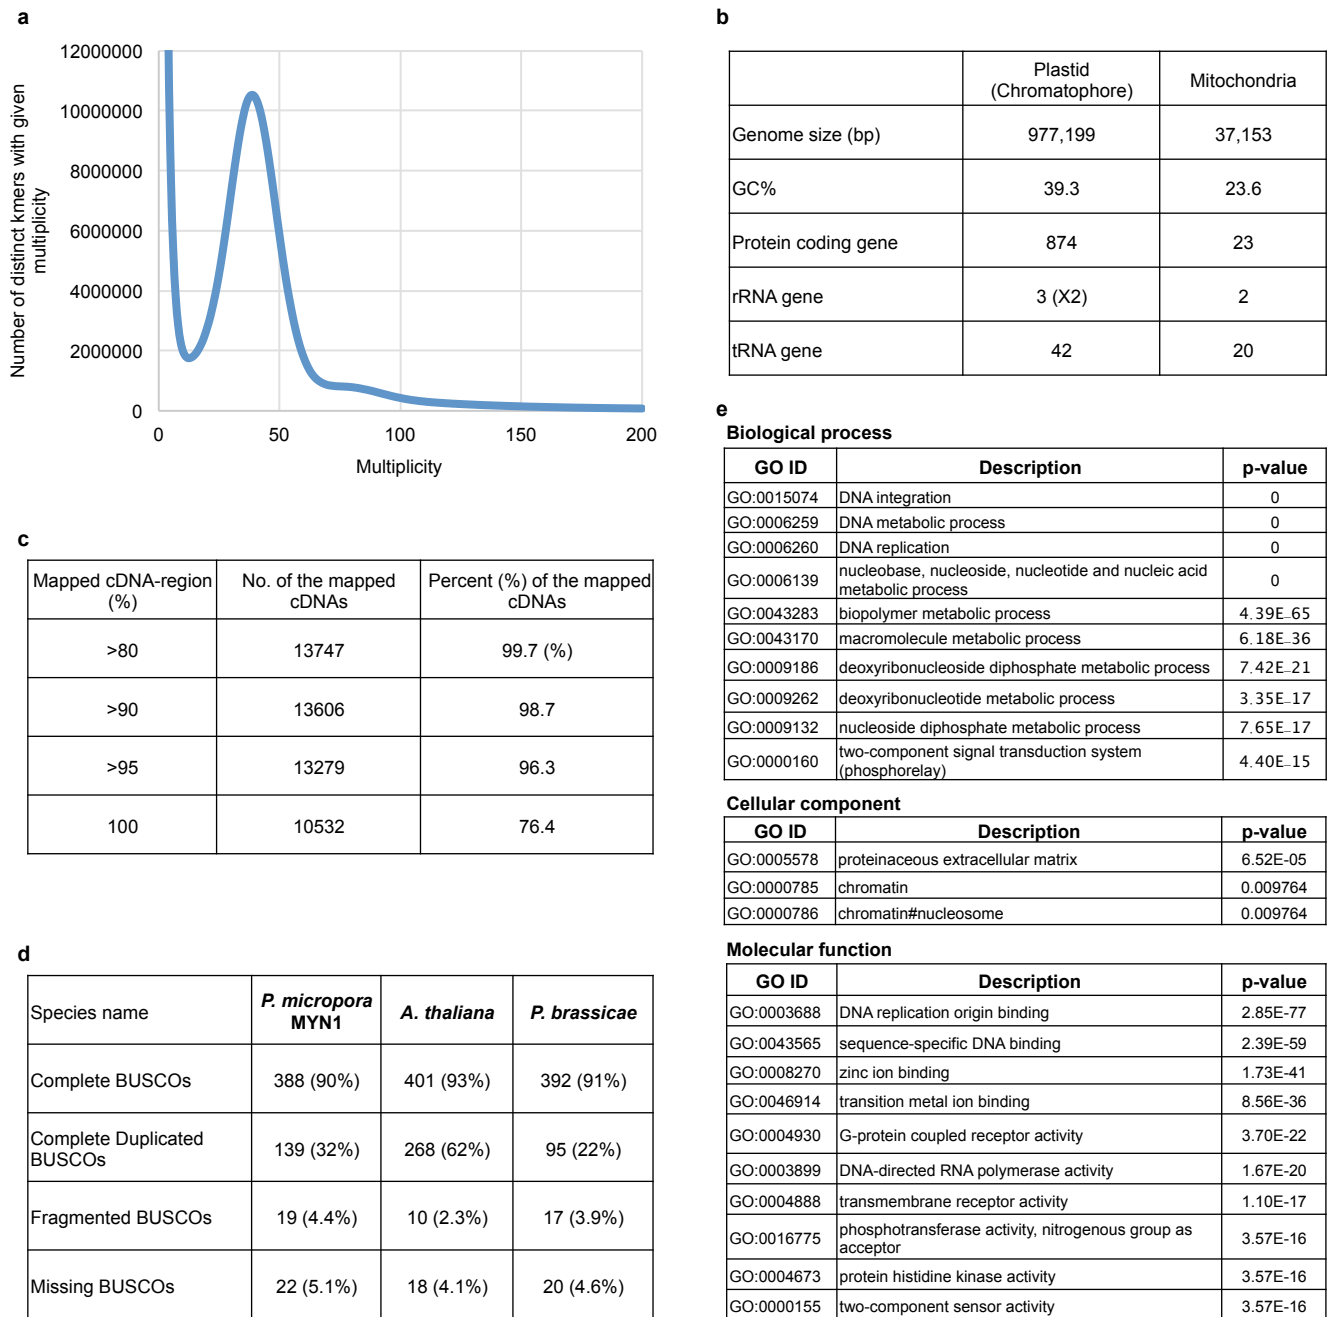 a
Number of distinct kmers with given
multiplicity
12000000
10000000
8000000
6000000
4000000
2000000
0
0 50 100 150 200
Multiplicity
b
Plastid
(Chromatophore) Mitochondria
Genome size (bp) 977,199 37,153
GC% 39.3 23.6
Protein coding gene 874 23
rRNA gene 3 (X2) 2
tRNA gene 42 20
c
Mapped cDNA-region
(%) No. of the mapped
cDNAs Percent (%) of the mapped
cDNAs
>80 13747 99.7 (%)
>90 13606 98.7
>95 13279 96.3
100 10532 76.4
d
Species name P. micropora
MYN1 A. thaliana P. brassicae
Complete BUSCOs 388 (90%) 401 (93%) 392 (91%)
Complete Duplicated
BUSCOs 139 (32%) 268 (62%) 95 (22%)
Fragmented BUSCOs 19 (4.4%) 10 (2.3%) 17 (3.9%)
Missing BUSCOs 22 (5.1%) 18 (4.1%) 20 (4.6%)
e
Biological process
GO ID Description p-value
GO:0015074 DNA integration 0
GO:0006259 DNA metabolic process 0
GO:0006260 DNA replication 0
GO:0006139 nucleobase, nucleoside, nucleotide and nucleic acid
metabolic process 0
GO:0043283 biopolymer metabolic process 4.39E-65
GO:0043170 macromolecule metabolic process 6.18E-36
GO:0009186 deoxyribonucleoside diphosphate metabolic process 7.42E-21
GO:0009262 deoxyribonucleotide metabolic process 3.35E-17
GO:0009132 nucleoside diphosphate metabolic process 7.65E-17
GO:0000160 two-component signal transduction system
(phosphorelay) 4.40E-15
Cellular component
GO ID Description p-value
GO:0005578 proteinaceous extracellular matrix 6.52E-05
GO:0000785 chromatin 0.009764
GO:0000786 chromatin#nucleosome 0.009764
Molecular function
GO ID Description p-value
GO:0003688 DNA replication origin binding 2.85E-77
GO:0043565 sequence-specific DNA binding 2.39E-59
GO:0008270 zinc ion binding 1.73E-41
GO:0046914 transition metal ion binding 8.56E-36
GO:0004930 G-protein coupled receptor activity 3.70E-22
GO:0003899 DNA-directed RNA polymerase activity 1.67E-20
GO:0004888 transmembrane receptor activity 1.10E-17
GO:0016775 phosphotransferase activity, nitrogenous group as
acceptor 3.57E-16
GO:0004673 protein histidine kinase activity 3.57E-16
GO:0000155 two-component sensor activity 3.57E-16